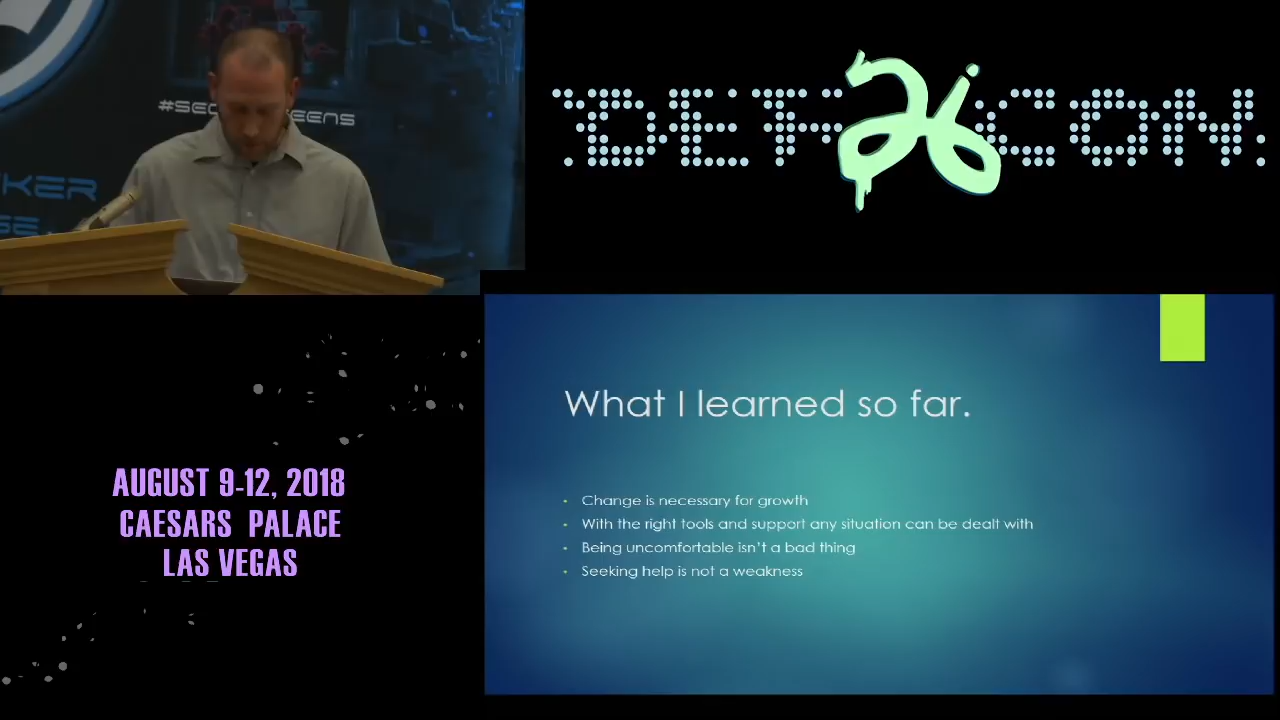 DEF 26 CON.
AUGUST 9-12, 2018
CAESARS PALACE
LAS VEGAS
What I learned so far.
Change is necessary for growth
With the right tools and support any situation can be dealt with
Being uncomfortable isn't a bad thing
Seeking help is not a weakness